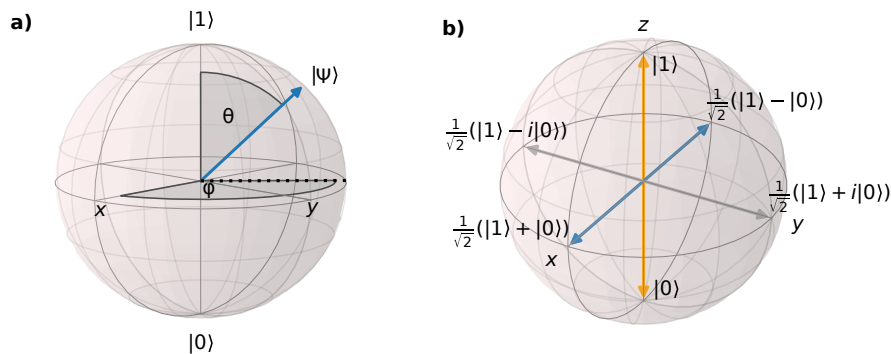 a)
|1⟩
|Ψ⟩
θ
φ
x
y
|0⟩
b)
z
|1⟩
1/√2(|1⟩ − |0⟩)
1/√2(|1⟩ − i|0⟩)
1/√2(|1⟩ + i|0⟩)
1/√2(|1⟩ + |0⟩)
y
x
|0⟩